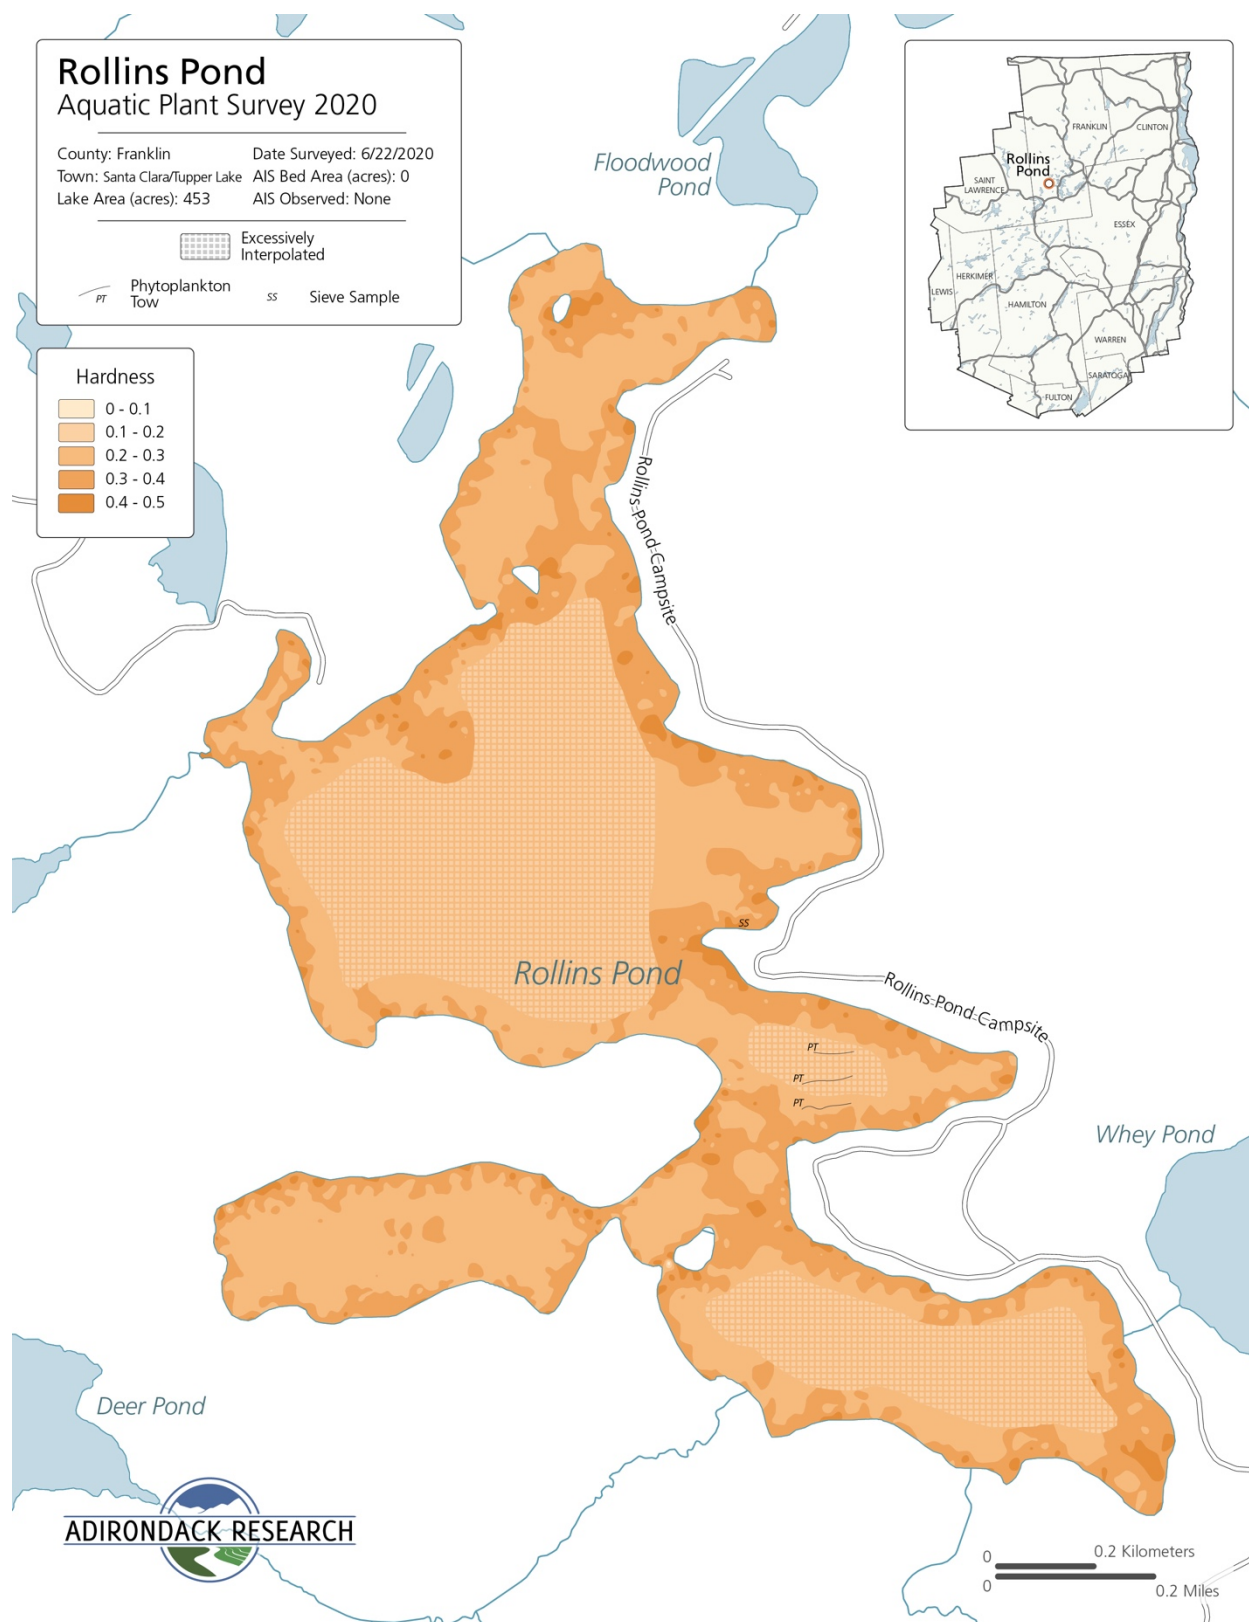 Rollins Pond
Aquatic Plant Survey 2020
County: Franklin
Date Surveyed: 6/22/2020
Town: Santa Clara/Tupper Lake
AIS Bed Area (acres): 0
Lake Area (acres): 453
AIS Observed: None
Excessively
Interpolated
PT
Phytoplankton
Tow
SS
Sieve Sample
Hardness
0 - 0.1
0.1 - 0.2
0.2 - 0.3
0.3 - 0.4
0.4 - 0.5
Floodwood
Pond
FRANKLIN
CLINTON
Rollins
Pond
SAINT
LAWRENCE
ESSEX
HERKIMER
LEWIS
HAMILTON
WARREN
SARATOGA
FULTON
Rollins-Pond-Campsite
SS
Rollins Pond
Rollins-Pond-Campsite
PT
PT
PT
Whey Pond
Deer Pond
ADIRONDACK RESEARCH
0
0.2 Kilometers
0
0.2 Miles